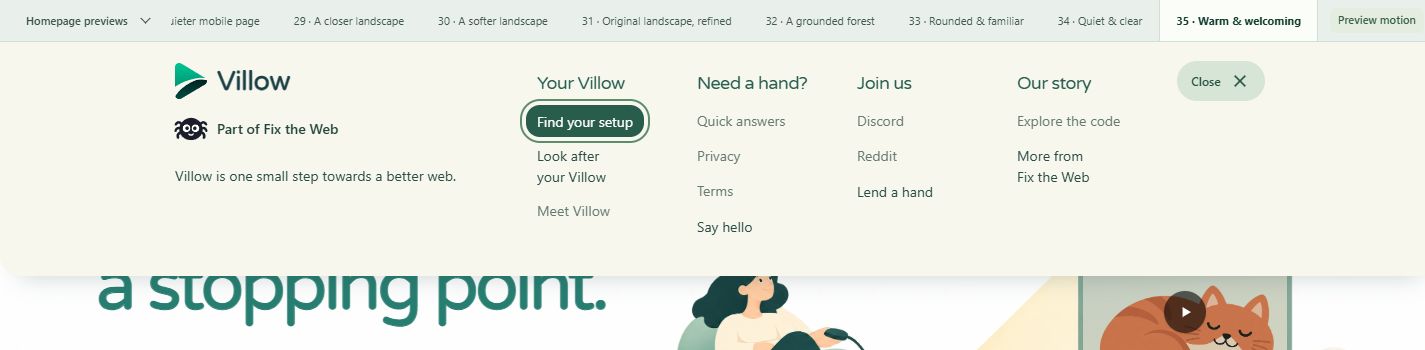 Homepage previews
uieter mobile page
29 · A closer landscape
30 · A softer landscape
31 · Original landscape, refined
32 · A grounded forest
33 · Rounded & familiar
34 · Quiet & clear
35 · Warm & welcoming
Preview motion
Villow
Part of Fix the Web
Villow is one small step towards a better web.
Your Villow
Find your setup
Look after
your Villow
Meet Villow
Need a hand?
Quick answers
Privacy
Terms
Say hello
Join us
Discord
Reddit
Lend a hand
Our story
Explore the code
More from
Fix the Web
Close
a stopping point.